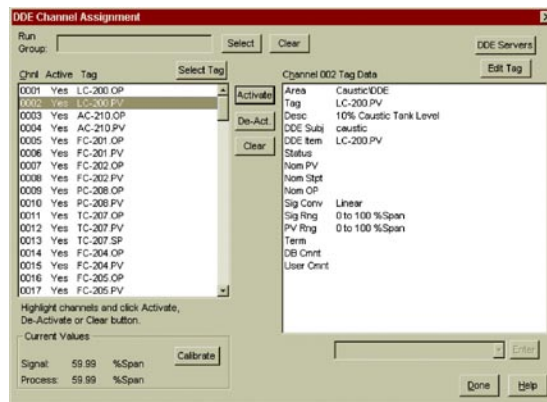 DDE Channel Assignment
Run Group:
Select
Clear
DDE Servers
Chnl Active Tag
Select Tag
Channel 002 Tag Data
Edit Tag
0001 Yes LC-200.OP
0002 Yes LC-200.PV
0003 Yes AC-210.OP
0004 Yes AC-210.PV
0005 Yes FC-201.OP
0006 Yes FC-201.PV
0007 Yes FC-202.OP
0008 Yes FC-202.PV
0009 Yes PC-208.OP
0010 Yes PC-208.PV
0011 Yes TC-207.OP
0012 Yes TC-207.PV
0013 Yes TC-207.SP
0014 Yes FC-204.OP
0015 Yes FC-204.PV
0016 Yes FC-205.OP
0017 Yes FC-205.PV
Activate
De-Act.
Clear
Area Caustic\DDE
Tag LC-200.PV
Desc 10% Caustic Tank Level
DDE Subj caustic
DDE Item LC-200.PV
Status
Nom PV
Nom Stpt
Nom OP
Sig Conv Linear
Sig Rng 0 to 100 %Span
PV Rng 0 to 100 %Span
Term
DB Cmnt
User Cmnt
Highlight channels and click Activate,
De-Activate or Clear button.
Current Values
Signal: 59.99 %Span
Process: 59.99 %Span
Calibrate
Enter
Done
Help